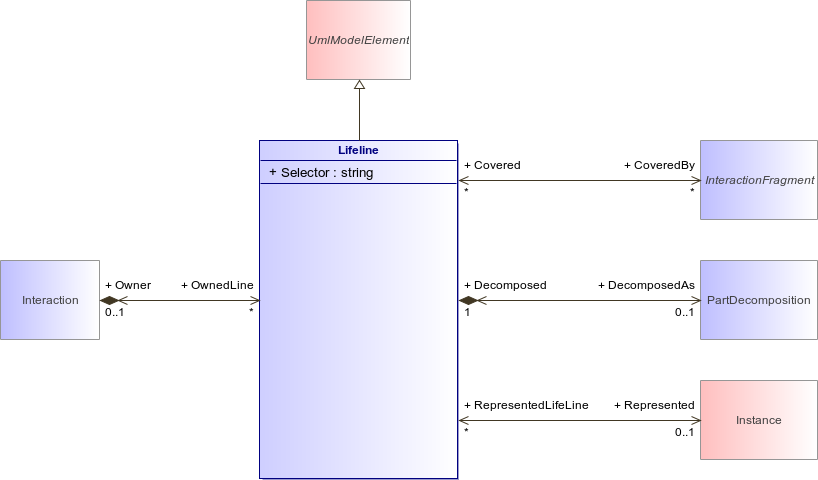 UmlModelElement
Lifeline
+ Selector : string
+ Covered
+ CoveredBy
*
*
InteractionFragment
Interaction
+ Owner
+ OwnedLine
0..1
*
+ Decomposed
+ DecomposedAs
1
0..1
PartDecomposition
+ RepresentedLifeLine
+ Represented
*
0..1
Instance